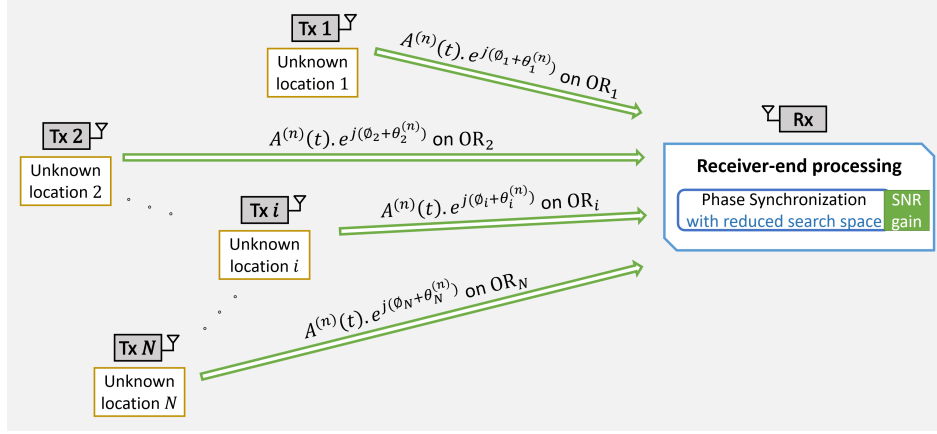 Tx 1
Unknown
location 1
A^{(n)}(t). e^{j(∅_1+θ_1^{(n)})} on OR_1
Tx 2
Unknown
location 2
A^{(n)}(t). e^{j(∅_2+θ_2^{(n)})} on OR_2
Rx
Receiver-end processing
Phase Synchronization
with reduced search space
SNR
gain
Tx i
Unknown
location i
A^{(n)}(t). e^{j(∅_i+θ_i^{(n)})} on OR_i
Tx N
Unknown
location N
A^{(n)}(t). e^{j(∅_N+θ_N^{(n)})} on OR_N